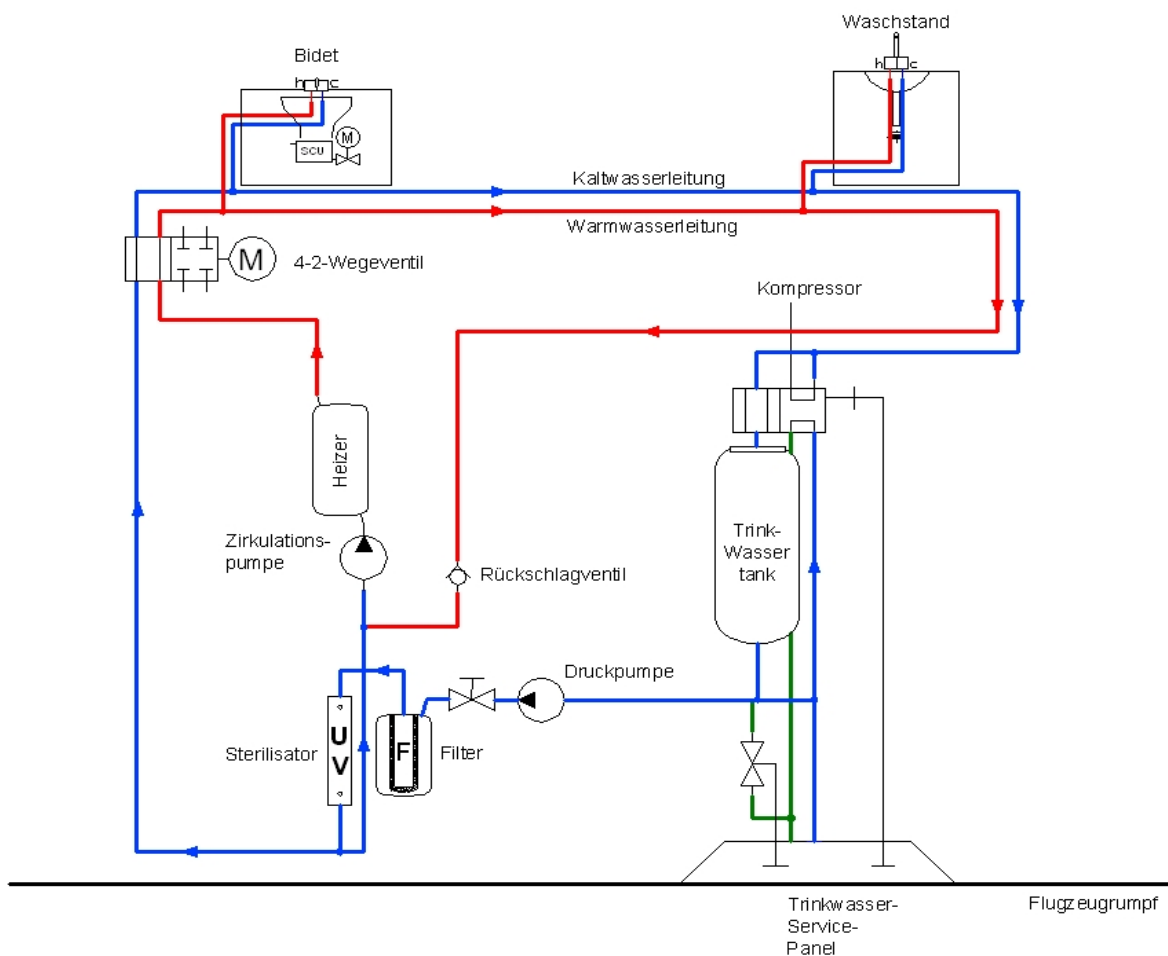 Waschstand
Bidet
h c
h c
M
SCU
Kaltwasserleitung
Warmwasserleitung
M
4-2-Wegeventil
Kompressor
Heizer
Trink-
Wasser
tank
Zirkulations-
pumpe
Rückschlagventil
Druckpumpe
Sterilisator
U
V
F
Filter
Trinkwasser-
Service-
Panel
Flugzeugrumpf